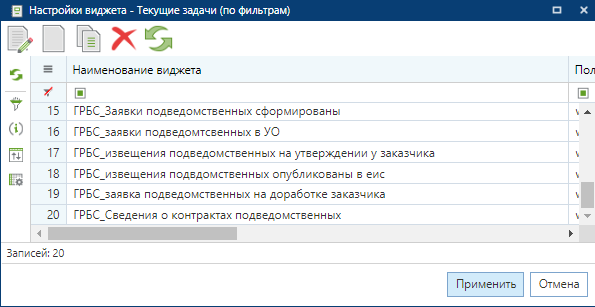 Настройки виджета - Текущие задачи (по фильтрам)
Наименование виджета
Пол
15 ГРБС_Заявки подведомственных сформированы
16 ГРБС_заявки подведомтсвенных в УО
17 ГРБС_извещения подведомственных на утверждении у заказчика
18 ГРБС_извещения подвдомственных опубликованы в еис
19 ГРБС_заявка подведомственных на доработке заказчика
20 ГРБС_Сведения о контрактах подведомственных
Записей: 20
Применить Отмена